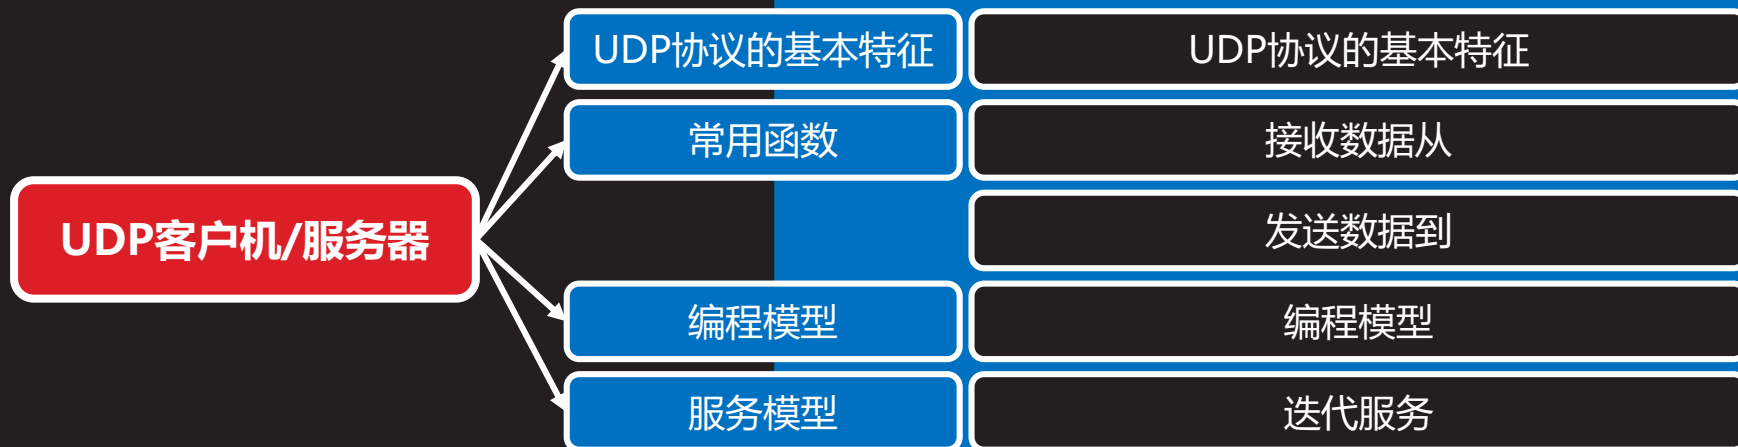 UDP客户机/服务器
UDP协议的基本特征
UDP协议的基本特征
常用函数
接收数据从
发送数据到
编程模型
编程模型
服务模型
迭代服务